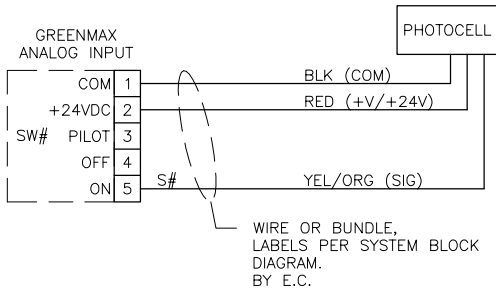 GREENMAX
ANALOG INPUT
PHOTOCELL
COM 1 BLK (COM)
+24VDC 2 RED (+V/+24V)
SW# PILOT 3
OFF 4
ON 5 S# YEL/ORG (SIG)
WIRE OR BUNDLE,
LABELS PER SYSTEM BLOCK
DIAGRAM.
BY E.C.